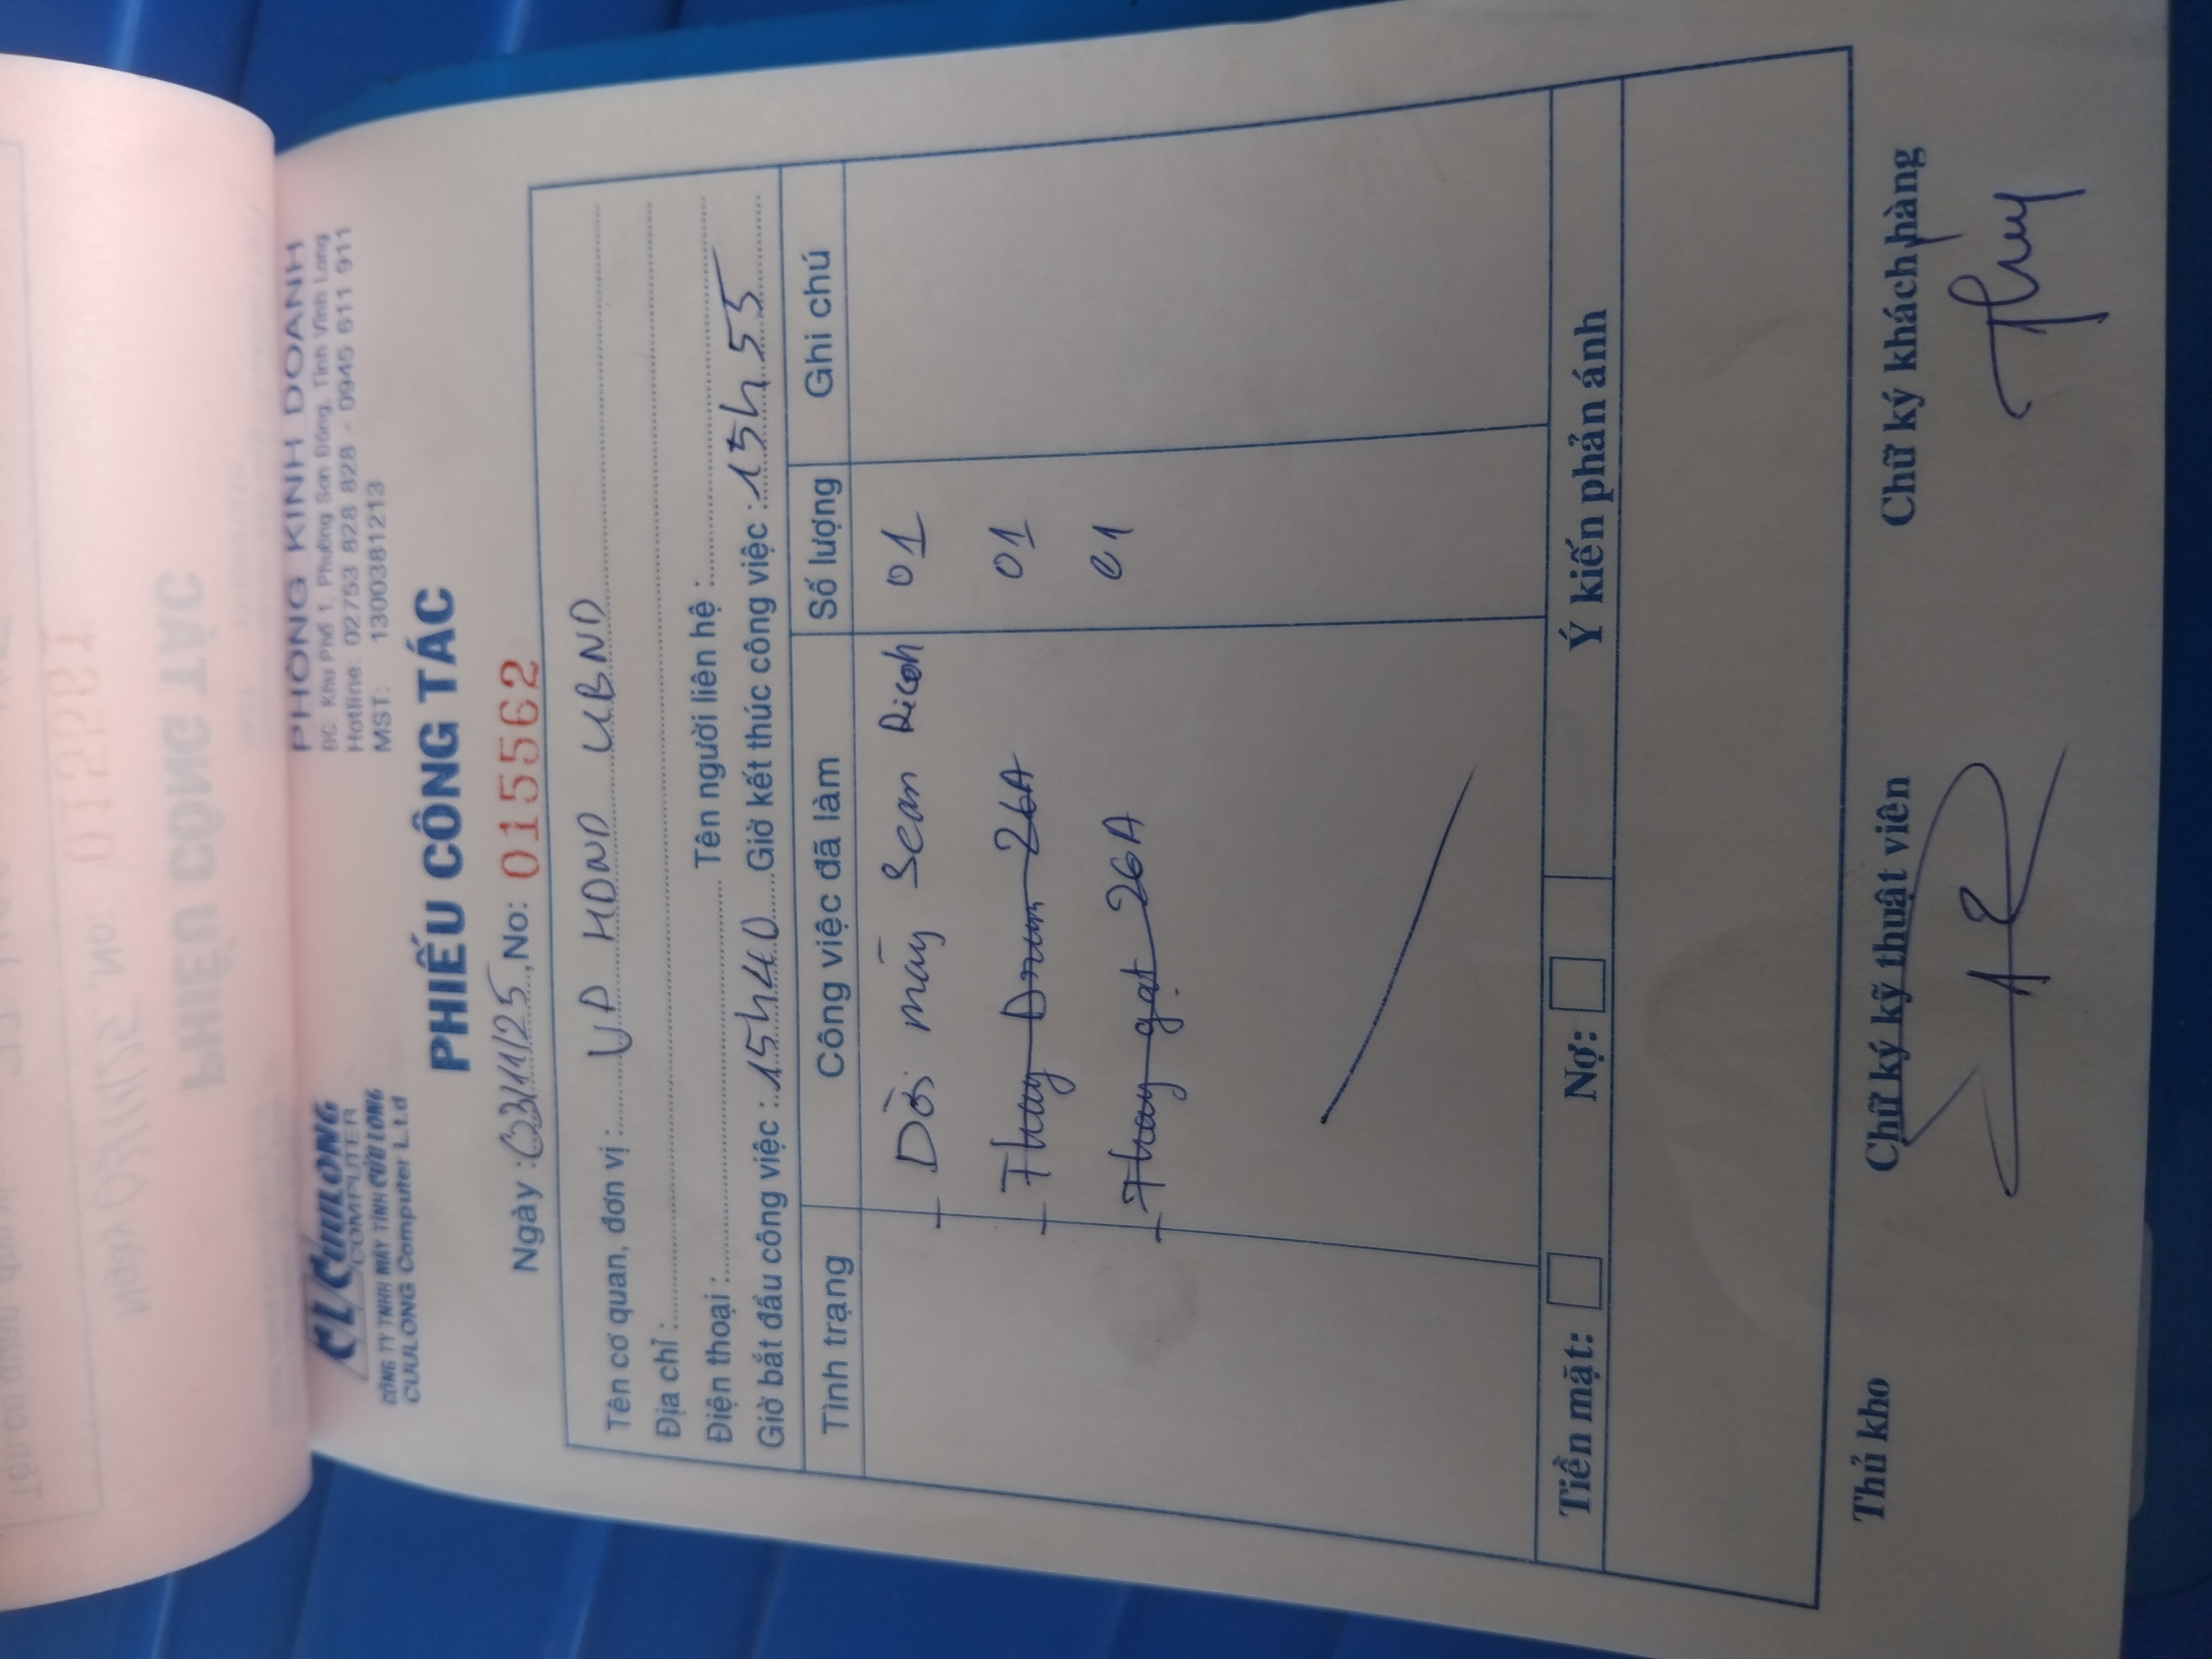 CL CUULONG
COMPUTER
CÔNG TY TNHH MÁY TÍNH CỬU LONG
CUULONG Computer L.t.d
PHÒNG KINH DOANH
ĐC: Khu Phố 1, Phường Sơn Đông, Tỉnh Vĩnh Long
Hotline: 02753 828 828 - 0945 611 911
MST: 1300381213
PHIẾU CÔNG TÁC
Ngày : 03/11/25, No: 015562
Tên cơ quan, đơn vị : VP HDND UBND
Địa chỉ :
Điện thoại : Tên người liên hệ :
Giờ bắt đầu công việc : 15h40 Giờ kết thúc công việc : 15h55
Tình trạng Công việc đã làm Số lượng Ghi chú
- Dời máy Scan Ricoh 01
- Thay Drum 26A 01
- Thay gạt 26A 01
Tiền mặt: Nợ: Ý kiến phản ánh
Thủ kho Chữ ký kỹ thuật viên Chữ ký khách hàng
Thuy